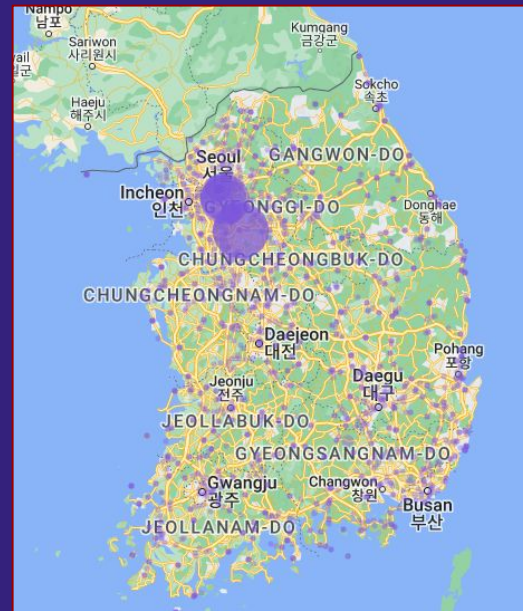 Nampo
남포
Kumgang
금강군
Sariwon
사리원시
Haeju
해주시
Sokcho
속초
Seoul
GANGWON-DO
Incheon
인천
GYEONGGI-DO
Donghae
동해
CHUNGCHEONGBUK-DO
CHUNGCHEONGNAM-DO
Daejeon
대전
Pohang
포항
Jeonju
전주
Daegu
대구
JEOLLABUK-DO
GYEONGSANGNAM-DO
Gwangju
광주
Changwon
창원
Busan
부산
JEOLLANAM-DO